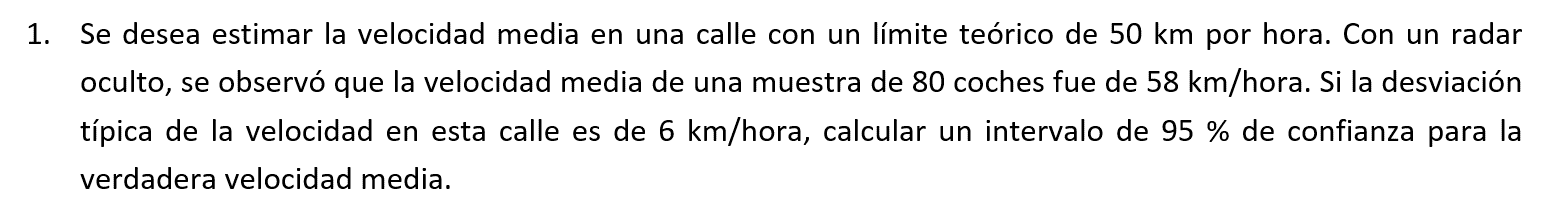 1. Se desea estimar la velocidad media en una calle con un límite teórico de 50 km por hora. Con un radar
oculto, se observó que la velocidad media de una muestra de 80 coches fue de 58 km/hora. Si la desviación
típica de la velocidad en esta calle es de 6 km/hora, calcular un intervalo de 95 % de confianza para la
verdadera velocidad media.